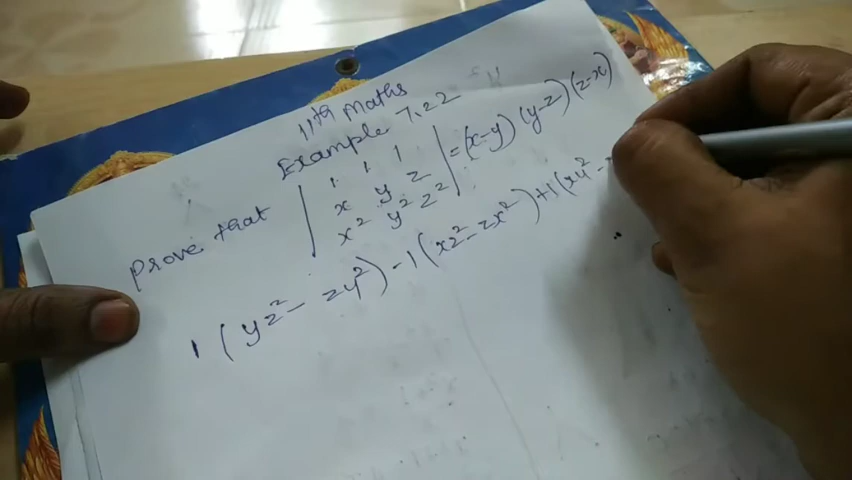 11th Maths
Example 7.22
Prove that | 1 1 1 | = (x-y) (y-z) (z-x)
x y z
x² y² z²
1 (yz² - zy²) - 1 (xz² - zx²) + 1 (xy² -